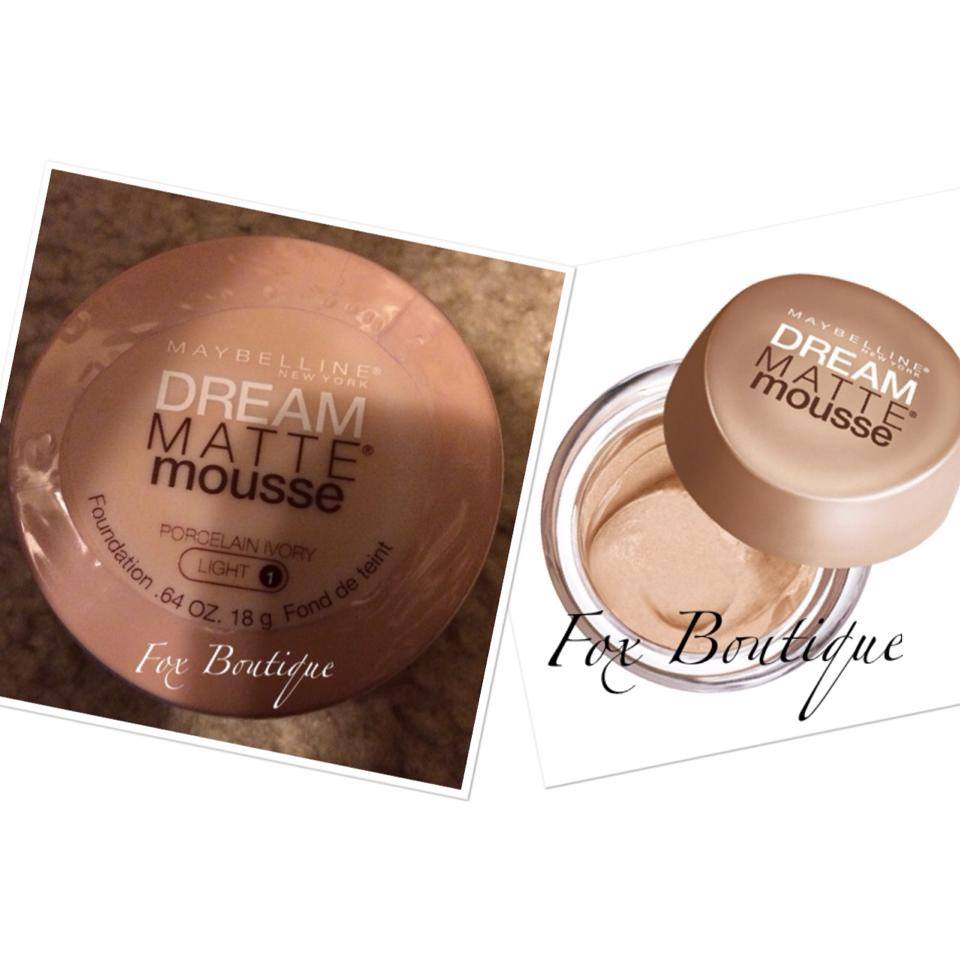 MAYBELLINE®
NEW YORK
DREAM
MATTE®
mousse
PORCELAIN IVORY
LIGHT 1
Foundation .64 OZ. 18 g Fond de teint
Fox Boutique
MAYBELLINE®
NEW YORK
DREAM
MATTE®
mousse
Fox Boutique